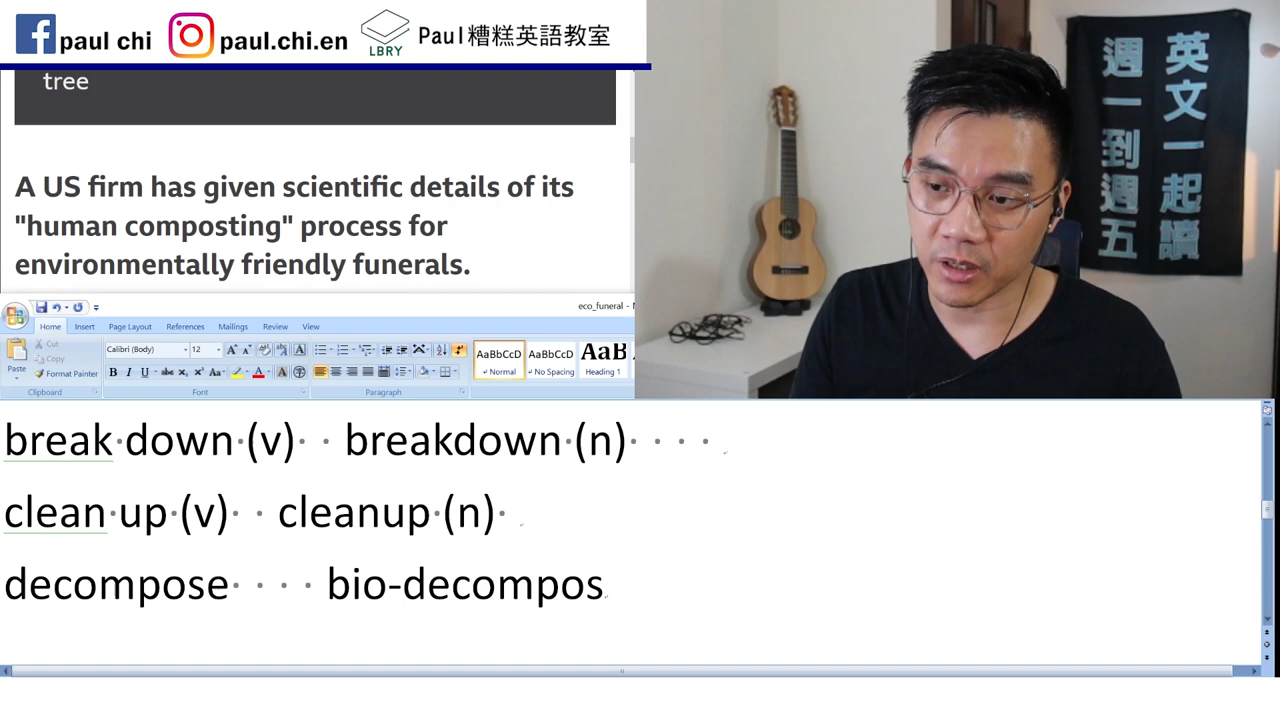 paul chi
paul.chi.en
LBRY
Paul糟糕英語教室
tree
A US firm has given scientific details of its
"human composting" process for
environmentally friendly funerals.
eco_funeral -
Home Insert Page Layout References Mailings Review View
Cut
Copy
Format Painter
Paste
Calibri (Body) 12
AaBbCcD AaBbCcD AaBb
Normal No Spacing Heading 1
Clipboard Font Paragraph
break down (v) breakdown (n)
clean up (v) cleanup (n)
decompose bio-decompos
英文一起讀
週一到週五